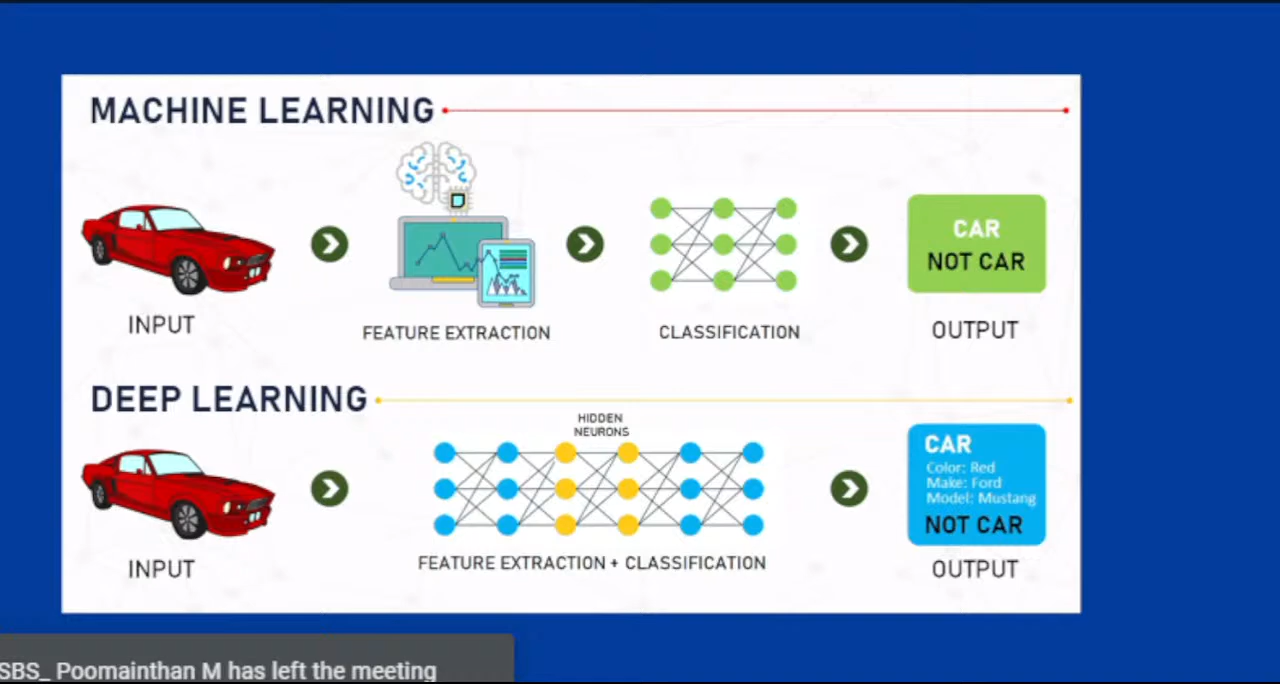 MACHINE LEARNING
INPUT
FEATURE EXTRACTION
CLASSIFICATION
CAR
NOT CAR
OUTPUT
DEEP LEARNING
HIDDEN
NEURONS
INPUT
FEATURE EXTRACTION + CLASSIFICATION
CAR
Color: Red
Make: Ford
Model: Mustang
NOT CAR
OUTPUT
SBS_ Poomainthan M has left the meeting